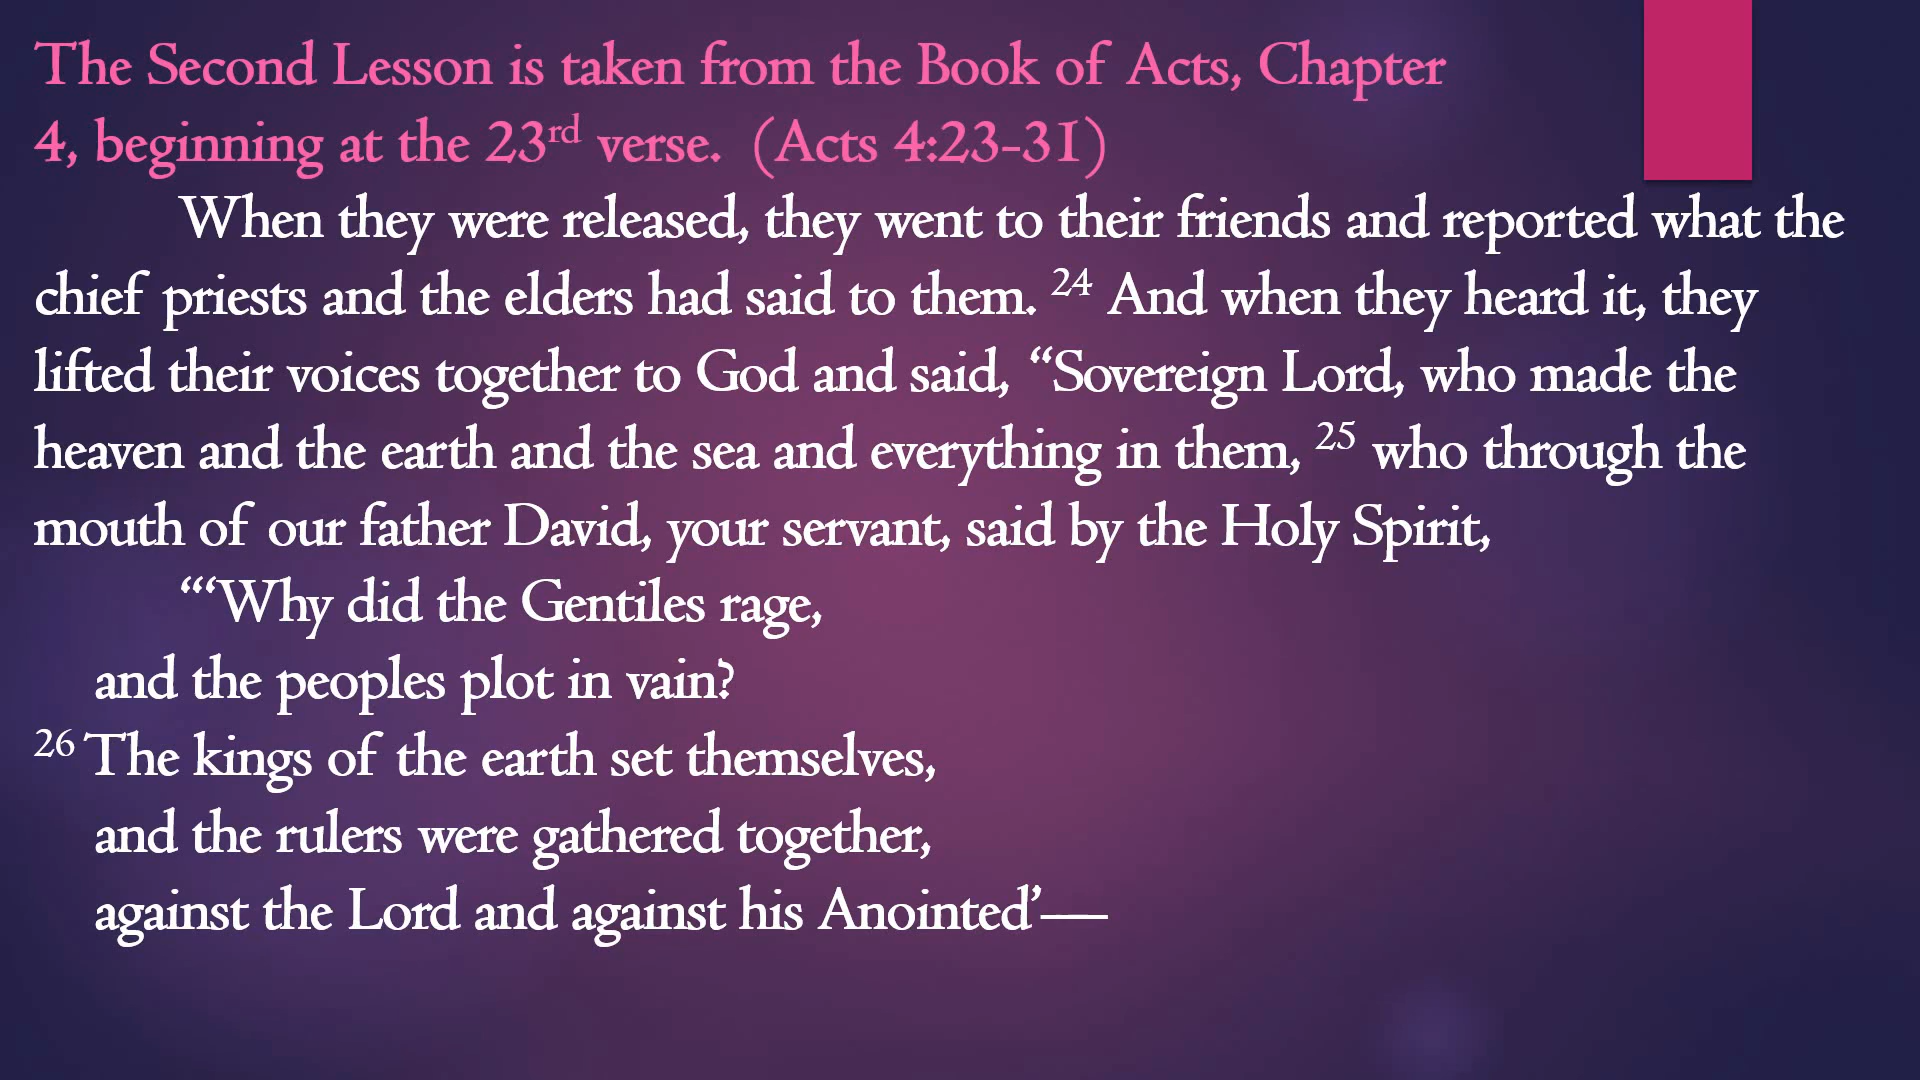 The Second Lesson is taken from the Book of Acts, Chapter
4, beginning at the 23rd verse. (Acts 4:23-31)
When they were released, they went to their friends and reported what the
chief priests and the elders had said to them. 24 And when they heard it, they
lifted their voices together to God and said, “Sovereign Lord, who made the
heaven and the earth and the sea and everything in them, 25 who through the
mouth of our father David, your servant, said by the Holy Spirit,
“‘Why did the Gentiles rage,
and the peoples plot in vain?
26 The kings of the earth set themselves,
and the rulers were gathered together,
against the Lord and against his Anointed’—